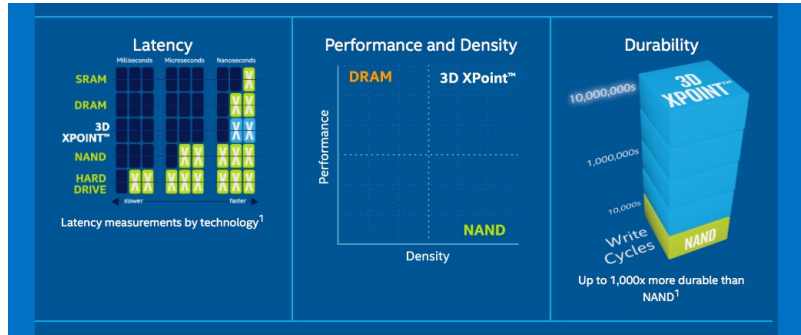 Latency
Milliseconds Microseconds Nanoseconds
SRAM
DRAM
3D
XPOINT™
NAND
HARD
DRIVE
slower faster
Latency measurements by technology1
Performance and Density
DRAM 3D XPoint™
Performance
NAND
Density
Durability
3D
XPOINT™
10,000,000s
1,000,000s
10,000s
Write
Cycles
NAND
Up to 1,000x more durable than
NAND1